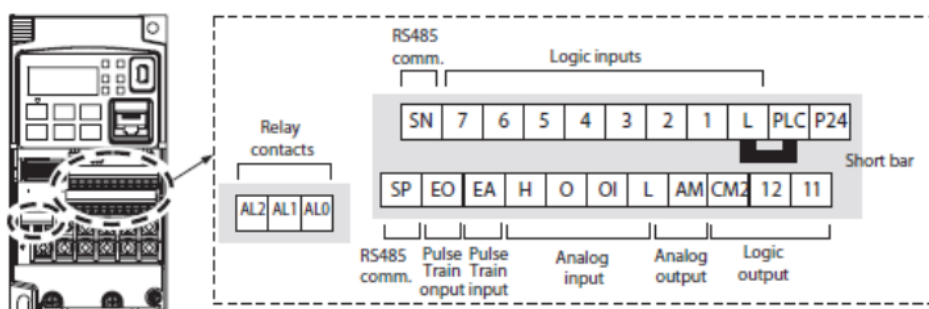 RS485
comm.
Logic inputs
SN 7 6 5 4 3 2 1 L PLC P24
Relay
contacts
Short bar
AL2 AL1 AL0
SP EO EA H O OI L AM CM2 12 11
RS485
comm.
Pulse
Train
onput
Pulse
Train
input
Analog
input
Analog
output
Logic
output